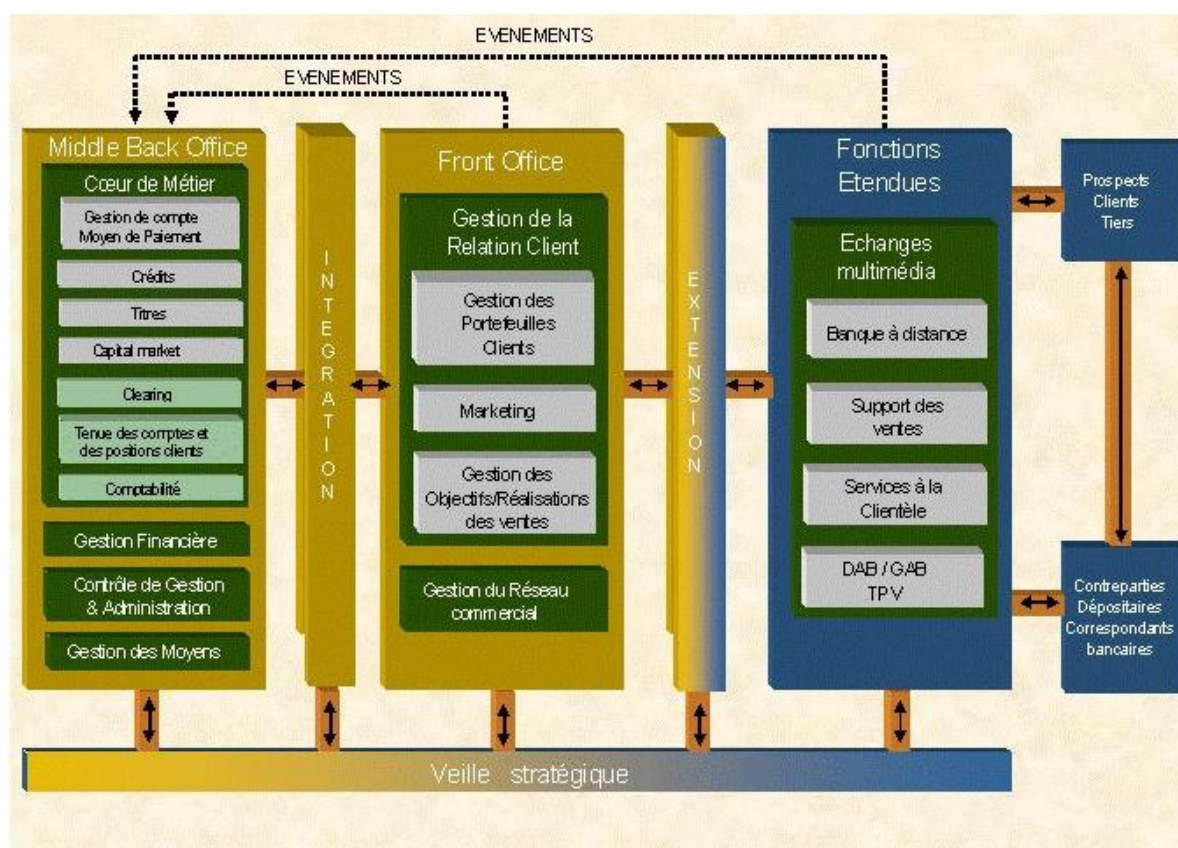 EVENEMENTS
EVENEMENTS
Middle Back Office
Cœur de Métier
Gestion de compte
Moyen de Paiement
Crédits
Titres
Capital market
Clearing
Tenue des comptes et
des positions clients
Comptabilité
Gestion Financière
Contrôle de Gestion
& Administration
Gestion des Moyens
INTEGRATION
Front Office
Gestion de la
Relation Client
Gestion des
Portefeuilles
Clients
Marketing
Gestion des
Objectifs/Réalisations
des ventes
Gestion du Réseau
commercial
EXTENSION
Fonctions
Etendues
Echanges
multimédia
Banque à distance
Support des
ventes
Services à la
Clientèle
DAB / GAB
TPV
Prospects
Clients
Tiers
Contreparties
Dépositaires
Correspondants
bancaires
Veille stratégique